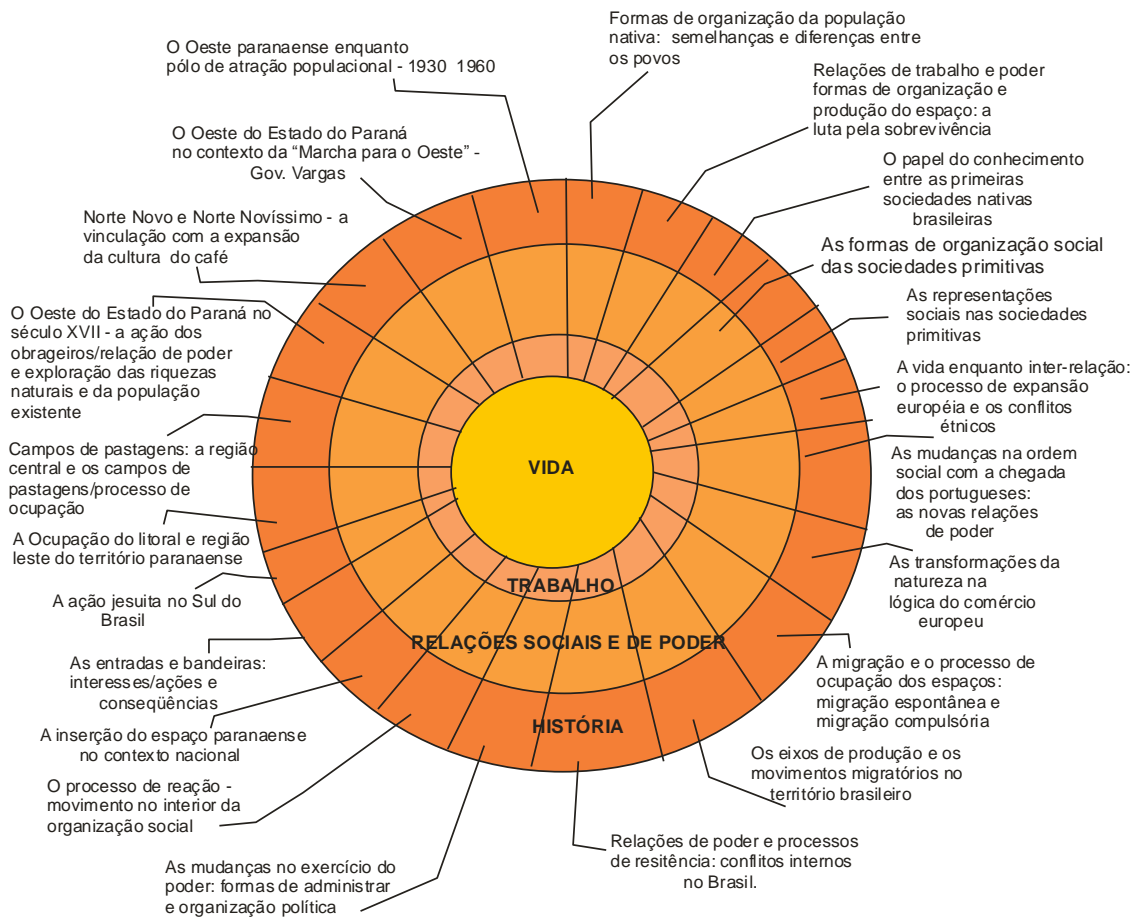 Formas de organização da população
nativa: semelhanças e diferenças entre
os povos
Relações de trabalho e poder
formas de organização e
produção do espaço: a
luta pela sobrevivência
O papel do conhecimento
entre as primeiras
sociedades nativas
brasileiras
As formas de organização social
das sociedades primitivas
As representações
sociais nas sociedades
primitivas
A vida enquanto inter-relação:
o processo de expansão
européia e os conflitos
étnicos
As mudanças na ordem
social com a chegada
dos portugueses:
as novas relações
de poder
As transformações da
natureza na
lógica do comércio
europeu
A migração e o processo de
ocupação dos espaços:
migração espontânea e
migração compulsória
Os eixos de produção e os
movimentos migratórios no
território brasileiro
Relações de poder e processos
de resitência: conflitos internos
no Brasil.
As mudanças no exercício do
poder: formas de administrar
e organização política
O processo de reação -
movimento no interior da
organização social
A inserção do espaço paranaense
no contexto nacional
As entradas e bandeiras:
interesses/ações e
conseqüências
A ação jesuita no Sul do
Brasil
A Ocupação do litoral e região
leste do território paranaense
Campos de pastagens: a região
central e os campos de
pastagens/processo de
ocupação
O Oeste do Estado do Paraná no
século XVII - a ação dos
obrageiros/relação de poder
e exploração das riquezas
naturais e da população
existente
Norte Novo e Norte Novíssimo - a
vinculação com a expansão
da cultura do café
O Oeste do Estado do Paraná
no contexto da “Marcha para o Oeste” -
Gov. Vargas
O Oeste paranaense enquanto
pólo de atração populacional - 1930 1960
VIDA
TRABALHO
RELAÇÕES SOCIAIS E DE PODER
HISTÓRIA